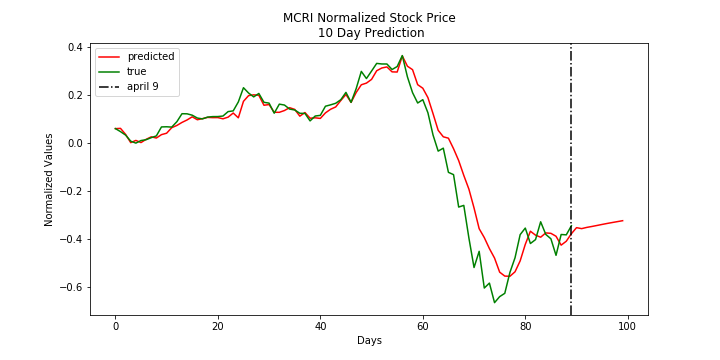 MCRI Normalized Stock Price
10 Day Prediction
predicted
true
april 9
Normalized Values
0.4
0.2
0.0
−0.2
−0.4
−0.6
0
20
40
60
80
100
Days